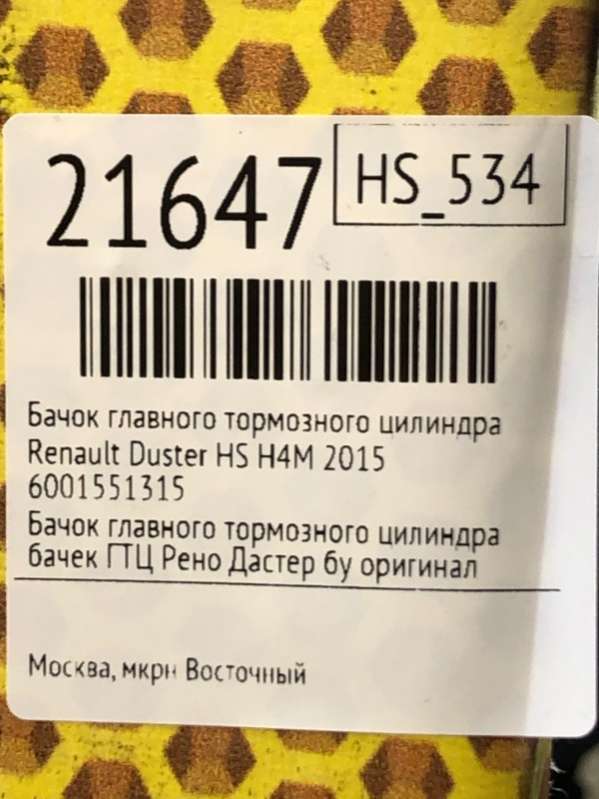 21647
HS_534
Бачок главного тормозного цилиндра
Renault Duster HS H4M 2015
6001551315
Бачок главного тормозного цилиндра
бачек ГТЦ Рено Дастер бу оригинал
Москва, мкрн Восточный